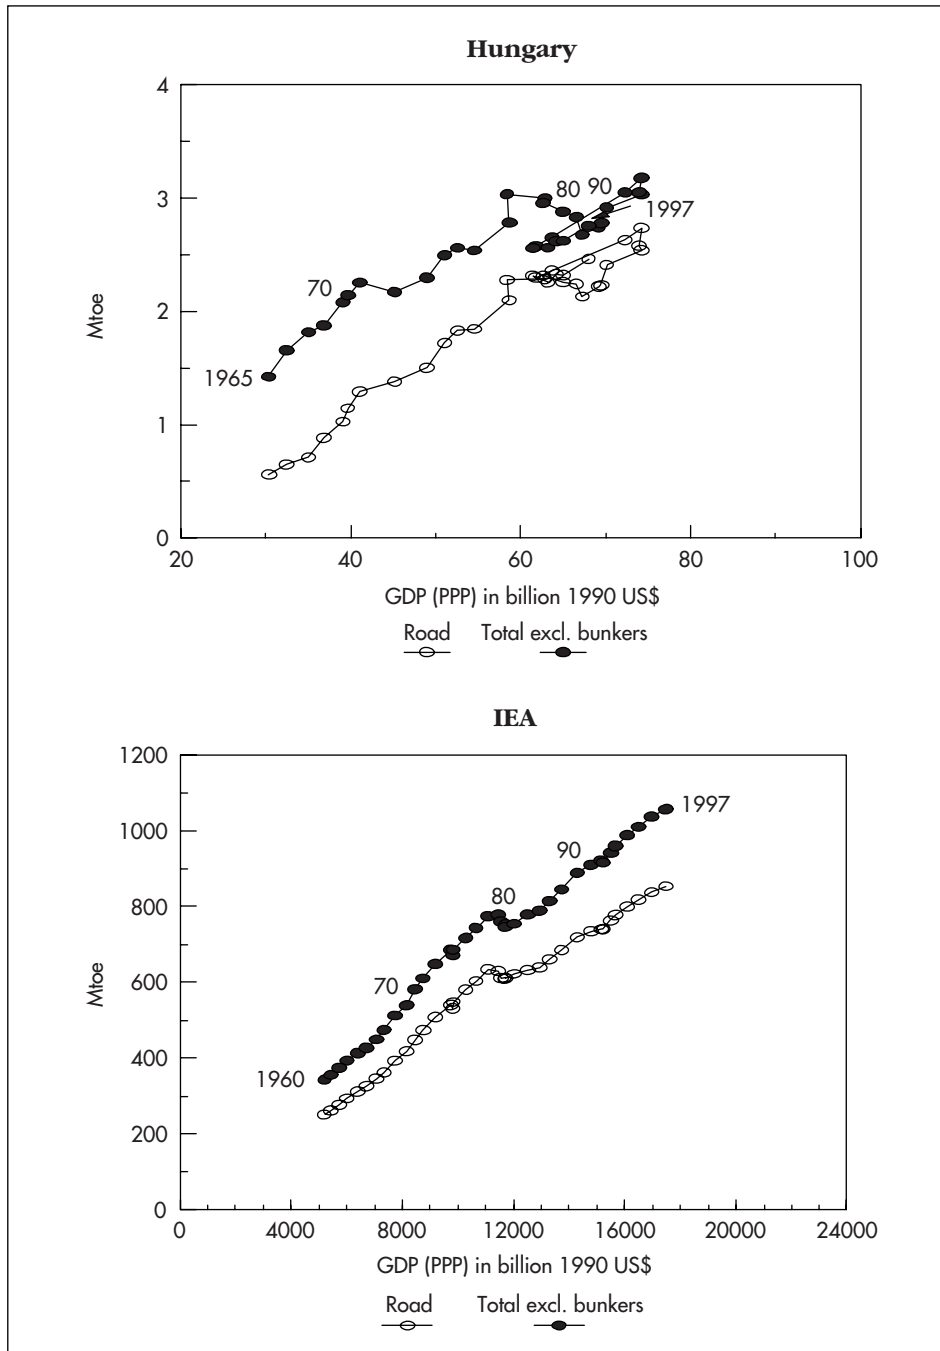 Hungary
4
3
2
1
0
Mtoe
1965
70
80 90
1997
20 40 60 80 100
GDP (PPP) in billion 1990 US$
Road Total excl. bunkers
IEA
1200
1000
800
600
400
200
0
Mtoe
1960
70
80
90
1997
0 4000 8000 12000 16000 20000 24000
GDP (PPP) in billion 1990 US$
Road Total excl. bunkers